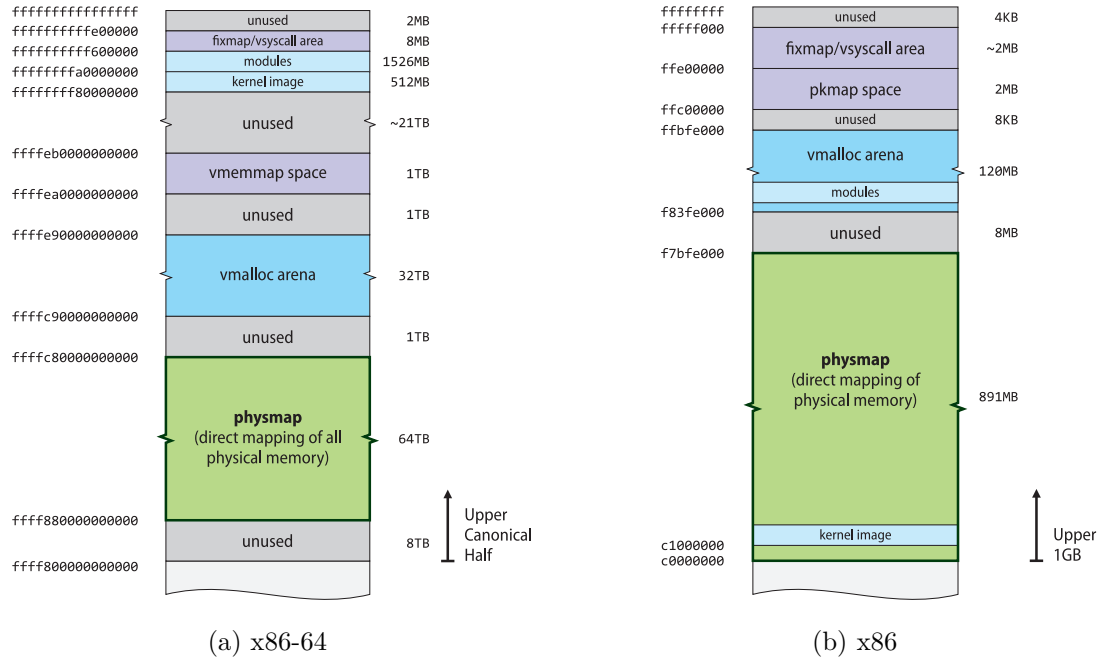 ffffffffffffffff
unused
2MB
ffffffffffe00000
fixmap/vsyscall area
8MB
ffffffffff600000
modules
1526MB
ffffffffa0000000
kernel image
512MB
ffffffff80000000
unused
~21TB
ffffeb0000000000
vmemmap space
1TB
ffffea0000000000
unused
1TB
ffffe90000000000
vmalloc arena
32TB
ffffc90000000000
unused
1TB
ffffc80000000000
physmap
(direct mapping of all
physical memory)
64TB
ffff880000000000
unused
8TB
ffff800000000000
Upper
Canonical
Half
(a) x86-64
ffffffff
unused
4KB
fffff000
fixmap/vsyscall area
~2MB
ffe00000
pkmap space
2MB
ffc00000
unused
8KB
ffbfe000
vmalloc arena
120MB
modules
f83fe000
unused
8MB
f7bfe000
physmap
(direct mapping of
physical memory)
891MB
kernel image
c1000000
c0000000
Upper
1GB
(b) x86